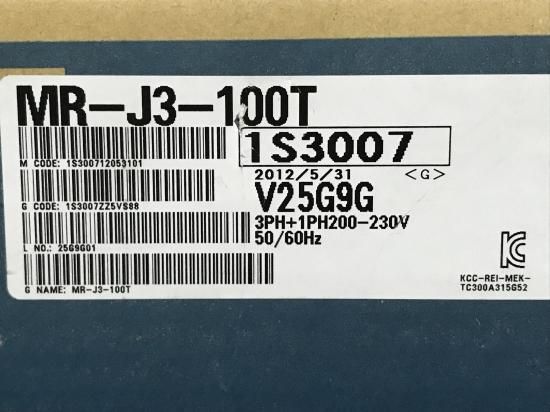 MR-J3-100T
1S3007
M CODE: 1S300712053101
2012/5/31 <G>
V25G9G
G CODE: 1S3007ZZ5VS88
3PH+1PH200-230V
50/60Hz
L NO.: 25G9G01
G NAME: MR-J3-100T
KCC-REI-MEK-
TC300A315G52